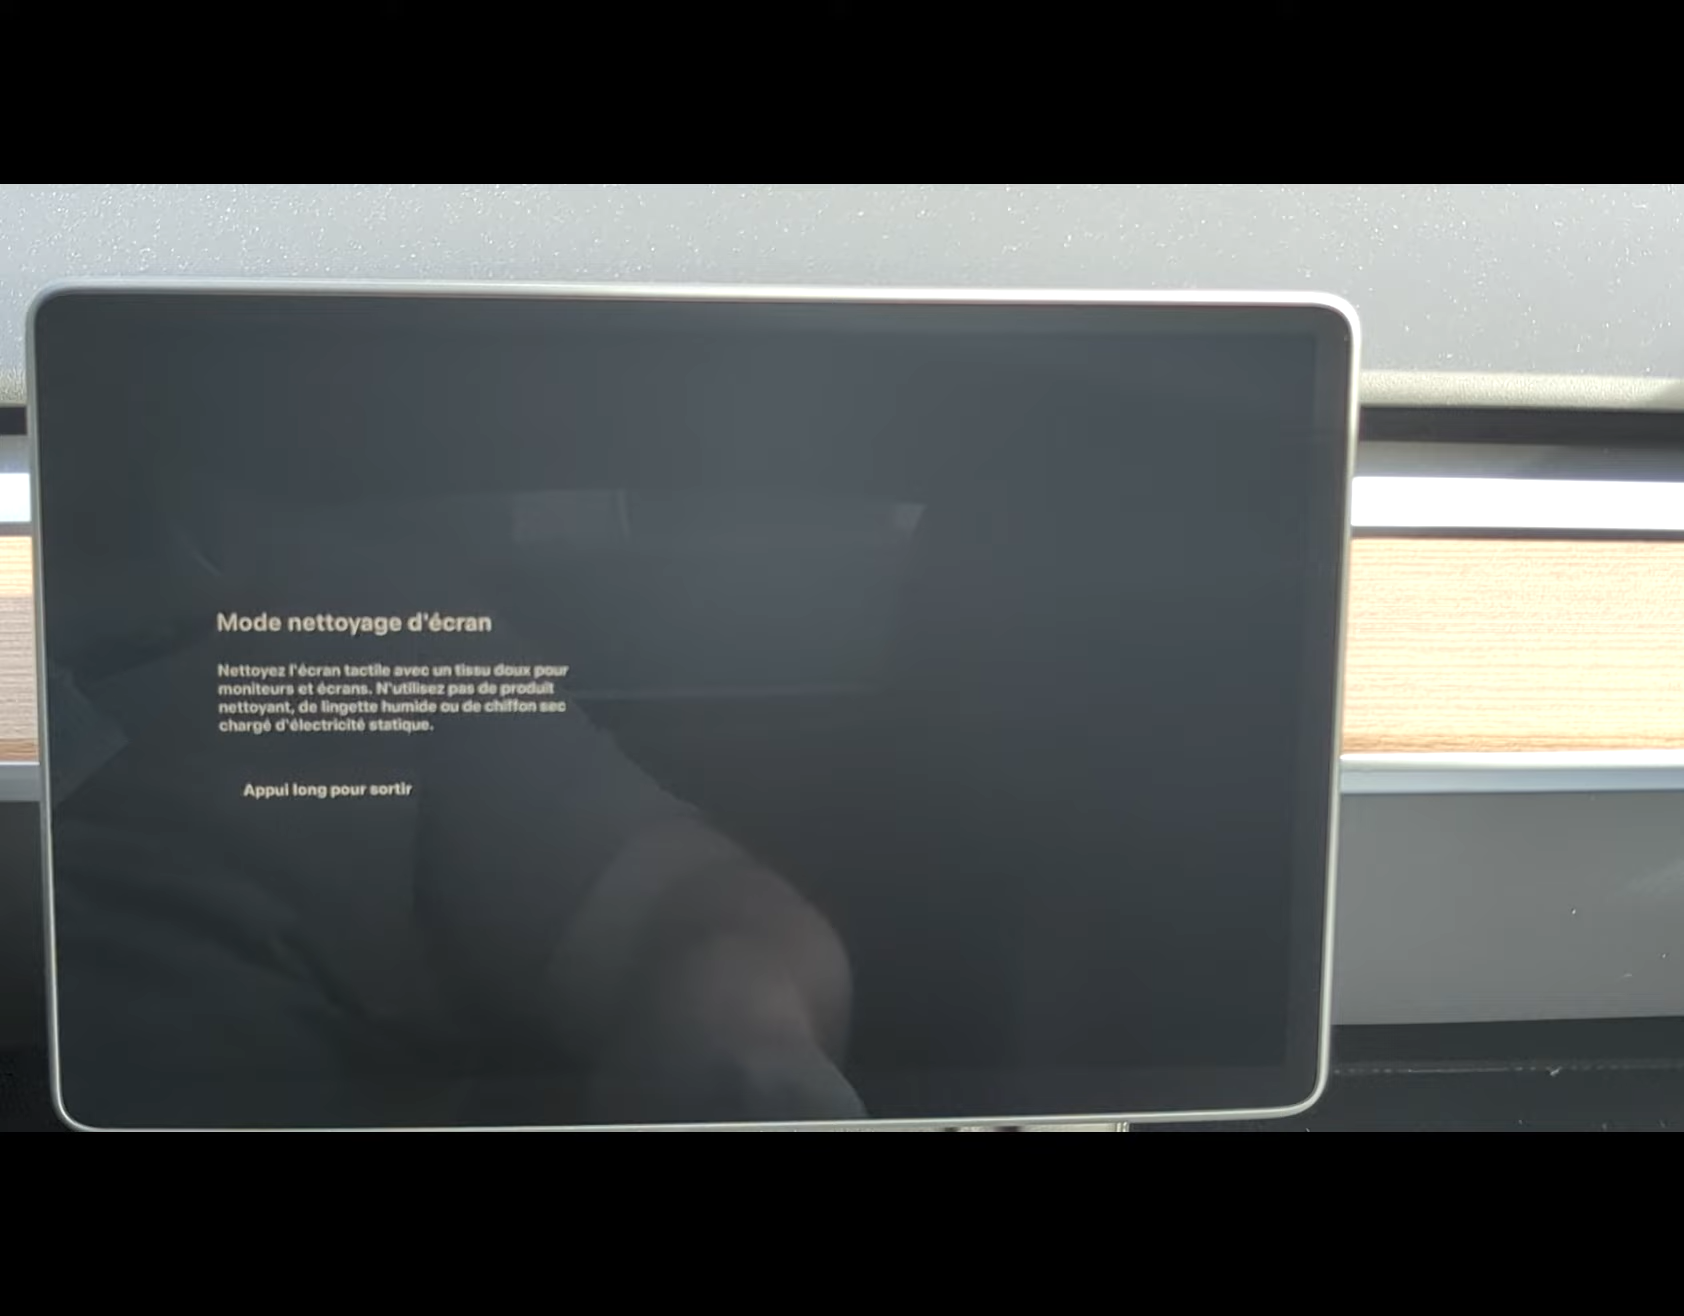 Mode nettoyage d'écran
Nettoyez l'écran tactile avec un tissu doux pour
moniteurs et écrans. N'utilisez pas de produit
nettoyant, de lingette humide ou de chiffon sec
chargé d'électricité statique.
Appui long pour sortir